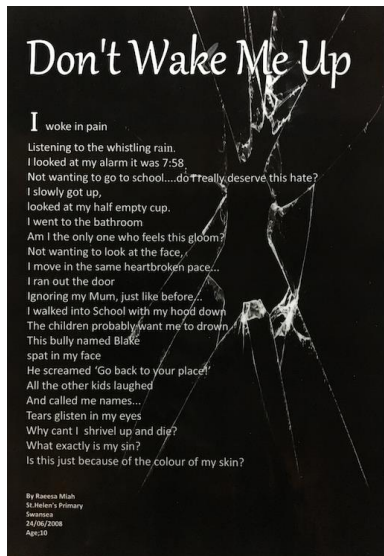 Don't Wake Me Up
I woke in pain
Listening to the whistling rain.
I looked at my alarm it was 7:58.
Not wanting to go to school....do I really deserve this hate?
I slowly got up,
looked at my half empty cup.
I went to the bathroom
Am I the only one who feels this gloom?
Not wanting to look at the face,
I move in the same heartbroken pace...
I ran out the door
Ignoring my Mum, just like before...
I walked into School with my hood down
The children probably want me to drown
This bully named Blake
spat in my face
He screamed 'Go back to your place!'
All the other kids laughed
And called me names...
Tears glisten in my eyes
Why cant I shrivel up and die?
What exactly is my sin?
Is this just because of the colour of my skin?
By Raeesa Miah
St.Helen's Primary
Swansea
24/06/2008
Age;10